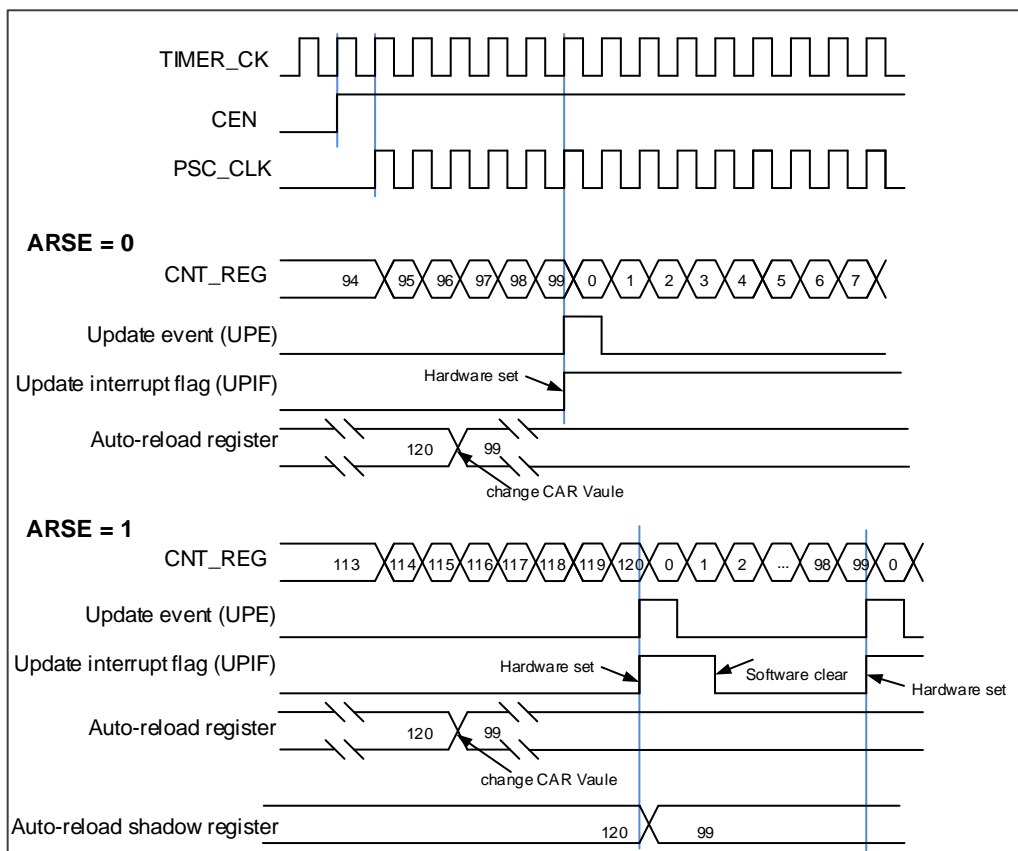 TIMER_CK
CEN
PSC_CLK
ARSE = 0
CNT_REG 94 95 96 97 98 99 0 1 2 3 4 5 6 7
Update event (UPE)
Update interrupt flag (UPIF) Hardware set
Auto-reload register 120 99
change CAR Vaule
ARSE = 1
CNT_REG 113 114 115 116 117 118 119 120 0 1 2 ... 98 99 0
Update event (UPE)
Update interrupt flag (UPIF) Hardware set Software clear Hardware set
Auto-reload register 120 99
change CAR Vaule
Auto-reload shadow register 120 99